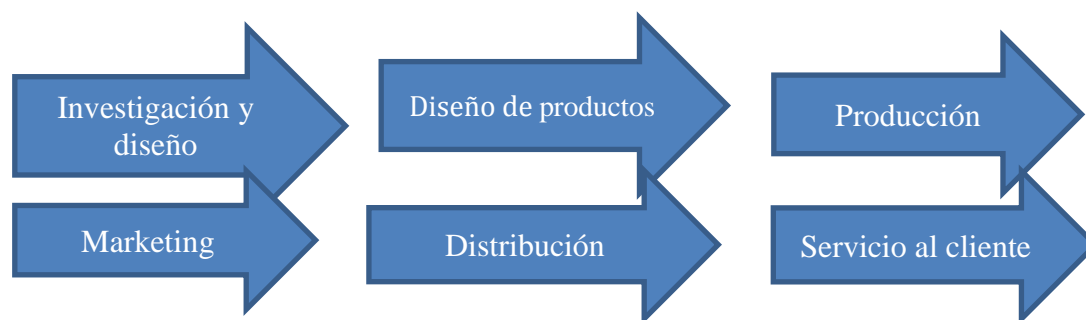 Investigación y
diseño
Diseño de productos
Producción
Marketing
Distribución
Servicio al cliente